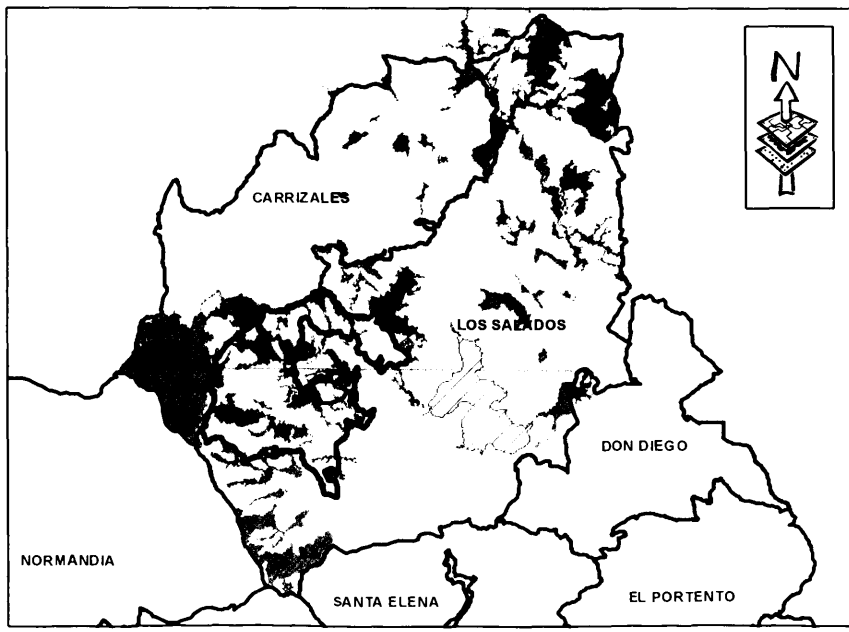 N
CARRIZALES
LOS SALADOS
DON DIEGO
NORMANDIA
SANTA ELENA
EL PORTENTO